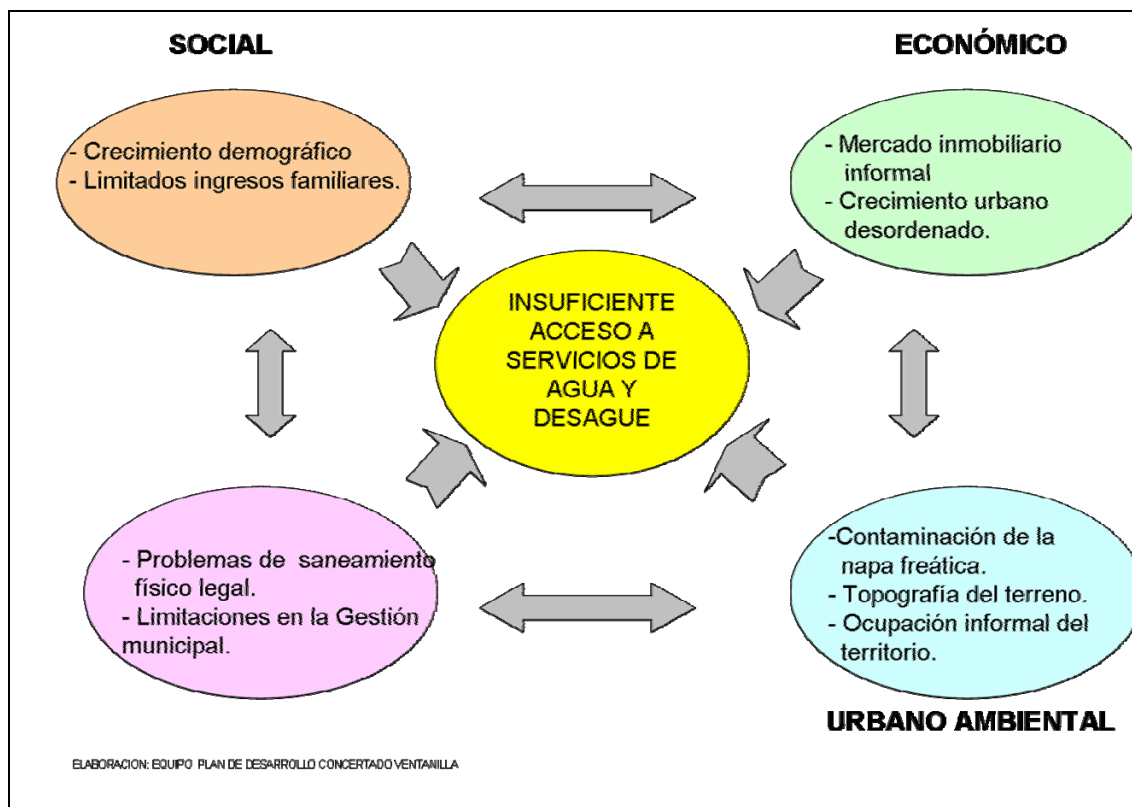 SOCIAL
ECONÓMICO
- Crecimiento demográfico
- Limitados ingresos familiares.
- Mercado inmobiliario
informal
- Crecimiento urbano
desordenado.
INSUFICIENTE
ACCESO A
SERVICIOS DE
AGUA Y
DESAGUE
- Problemas de saneamiento
físico legal.
- Limitaciones en la Gestión
municipal.
-Contaminación de la
napa freática.
- Topografía del terreno.
- Ocupación informal del
territorio.
URBANO AMBIENTAL
ELABORACION: EQUIPO PLAN DE DESARROLLO CONCERTADO VENTANILLA